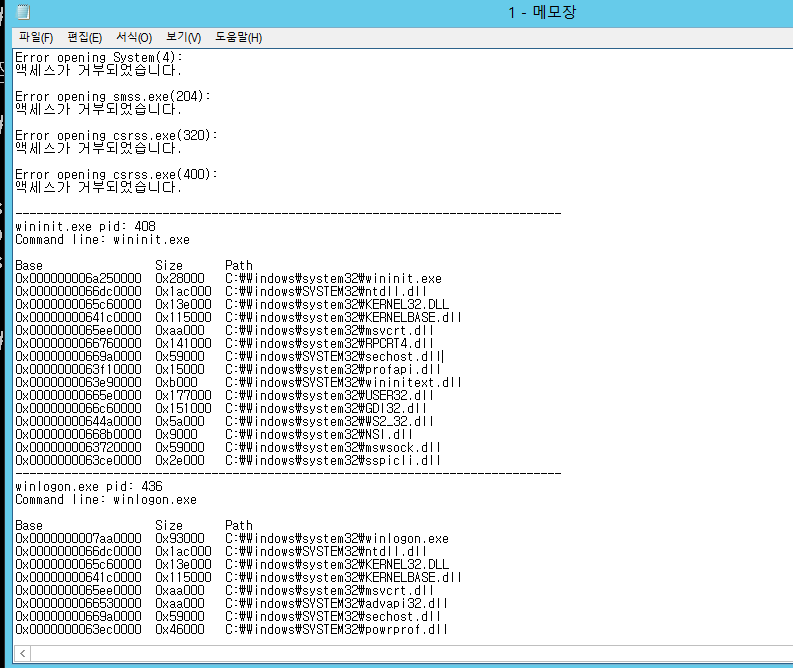 1 - 메모장
파일(F) 편집(E) 서식(O) 보기(V) 도움말(H)
Error opening System(4):
액세스가 거부되었습니다.
Error opening smss.exe(204):
액세스가 거부되었습니다.
Error opening csrss.exe(320):
액세스가 거부되었습니다.
Error opening csrss.exe(400):
액세스가 거부되었습니다.
------------------------------------------------------------------------------
wininit.exe pid: 408
Command line: wininit.exe
Base Size Path
0x000000006a250000 0x28000 C:₩Windows₩system32₩wininit.exe
0x0000000066dc0000 0x1ac000 C:₩Windows₩SYSTEM32₩ntdll.dll
0x0000000065c60000 0x13e000 C:₩Windows₩system32₩KERNEL32.DLL
0x00000000641c0000 0x115000 C:₩Windows₩system32₩KERNELBASE.dll
0x0000000065ee0000 0xaa000 C:₩Windows₩system32₩msvcrt.dll
0x0000000066760000 0x141000 C:₩Windows₩system32₩RPCRT4.dll
0x00000000669a0000 0x59000 C:₩Windows₩SYSTEM32₩sechost.dll
0x0000000063f10000 0x15000 C:₩Windows₩system32₩profapi.dll
0x0000000063e90000 0xb000 C:₩Windows₩SYSTEM32₩wininitext.dll
0x00000000665e0000 0x177000 C:₩Windows₩system32₩USER32.dll
0x0000000066c60000 0x151000 C:₩Windows₩system32₩GDI32.dll
0x00000000644a0000 0x5a000 C:₩Windows₩system32₩WS2_32.dll
0x00000000668b0000 0x9000 C:₩Windows₩system32₩NSI.dll
0x0000000063720000 0x59000 C:₩Windows₩system32₩mswsock.dll
0x0000000063ce0000 0x2e000 C:₩Windows₩system32₩sspicli.dll
------------------------------------------------------------------------------
winlogon.exe pid: 436
Command line: winlogon.exe
Base Size Path
0x0000000007aa0000 0x93000 C:₩Windows₩system32₩winlogon.exe
0x0000000066dc0000 0x1ac000 C:₩Windows₩SYSTEM32₩ntdll.dll
0x0000000065c60000 0x13e000 C:₩Windows₩system32₩KERNEL32.DLL
0x00000000641c0000 0x115000 C:₩Windows₩system32₩KERNELBASE.dll
0x0000000065ee0000 0xaa000 C:₩Windows₩system32₩msvcrt.dll
0x0000000066530000 0xaa000 C:₩Windows₩SYSTEM32₩advapi32.dll
0x00000000669a0000 0x59000 C:₩Windows₩SYSTEM32₩sechost.dll
0x0000000063ec0000 0x46000 C:₩Windows₩SYSTEM32₩powrprof.dll